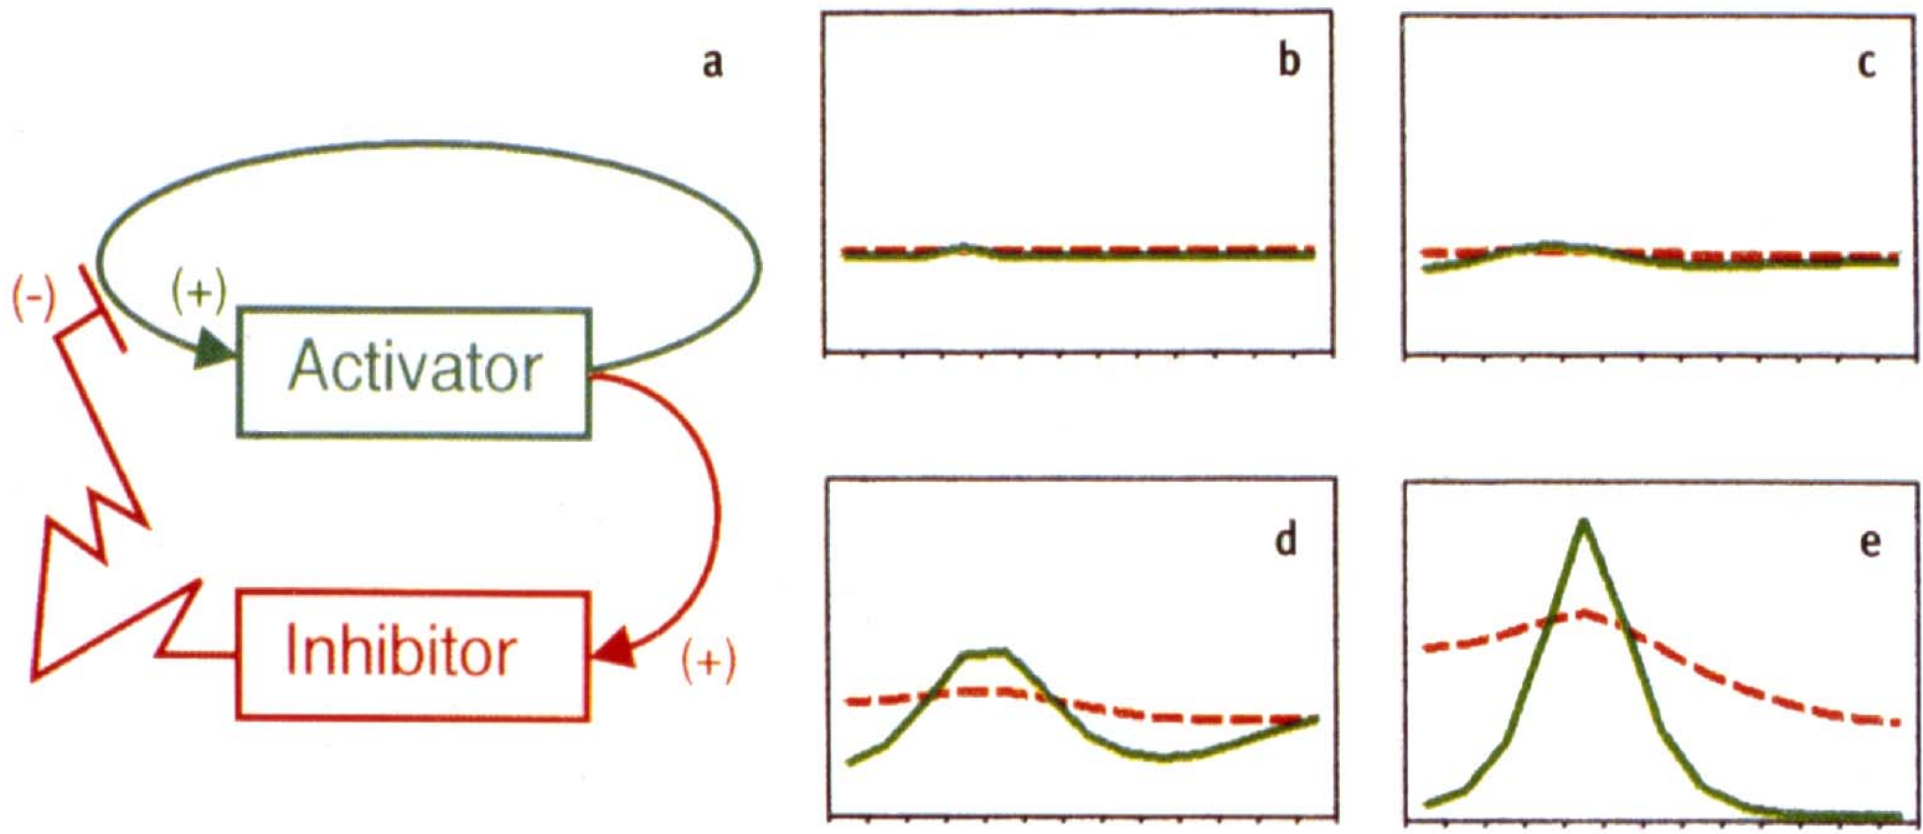 a
b
c
(-)
(+)
Activator
Inhibitor
(+)
d
e